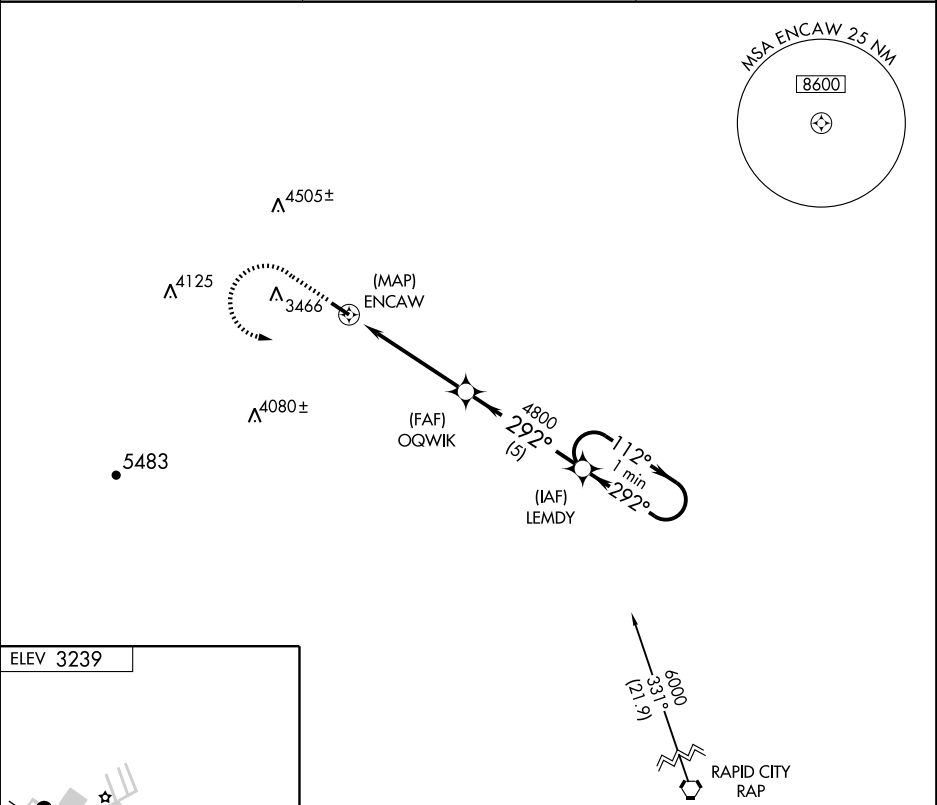 MSA ENCAW 25 NM
8600
4505±
4125
3466
(MAP)
ENCAW
4080±
5483
(FAF)
OQWIK
4800
292°
(5)
112°
1 min
292°
(IAF)
LEMDY
ELEV 3239
6000
331°
(21.9)
RAPID CITY
RAP